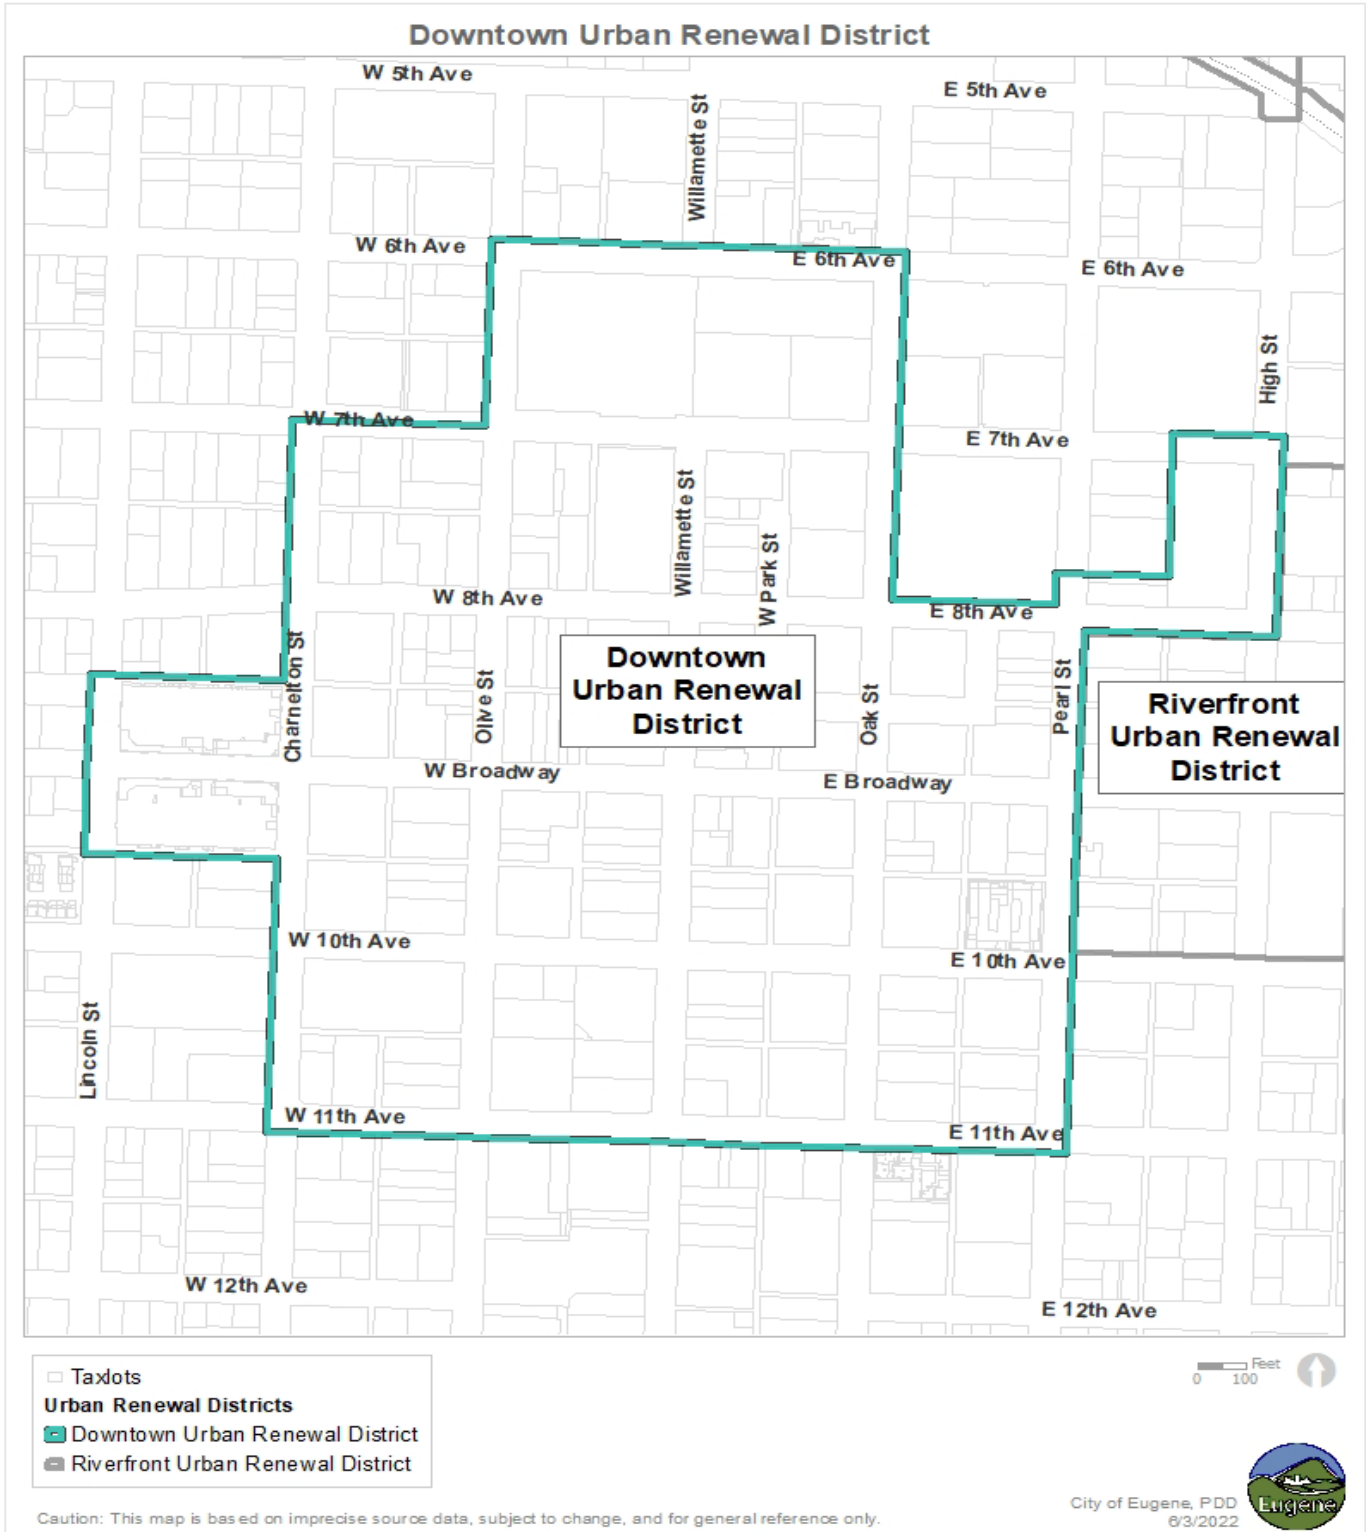 Downtown Urban Renewal District
W 5th Ave
E 5th Ave
Willamette St
W 6th Ave
E 6th Ave
E 6th Ave
High St
W 7th Ave
E 7th Ave
Willamette St
W Park St
W 8th Ave
E 8th Ave
Charnelton St
Olive St
Downtown
Urban Renewal
District
Oak St
Pearl St
Riverfront
Urban Renewal
District
W Broadway
E Broadway
W 10th Ave
E 10th Ave
Lincoln St
W 11th Ave
E 11th Ave
W 12th Ave
E 12th Ave
Taxlots
Urban Renewal Districts
Downtown Urban Renewal District
Riverfront Urban Renewal District
Feet
0 100
Eugene
City of Eugene, PDD
6/3/2022
Caution: This map is based on imprecise source data, subject to change, and for general reference only.